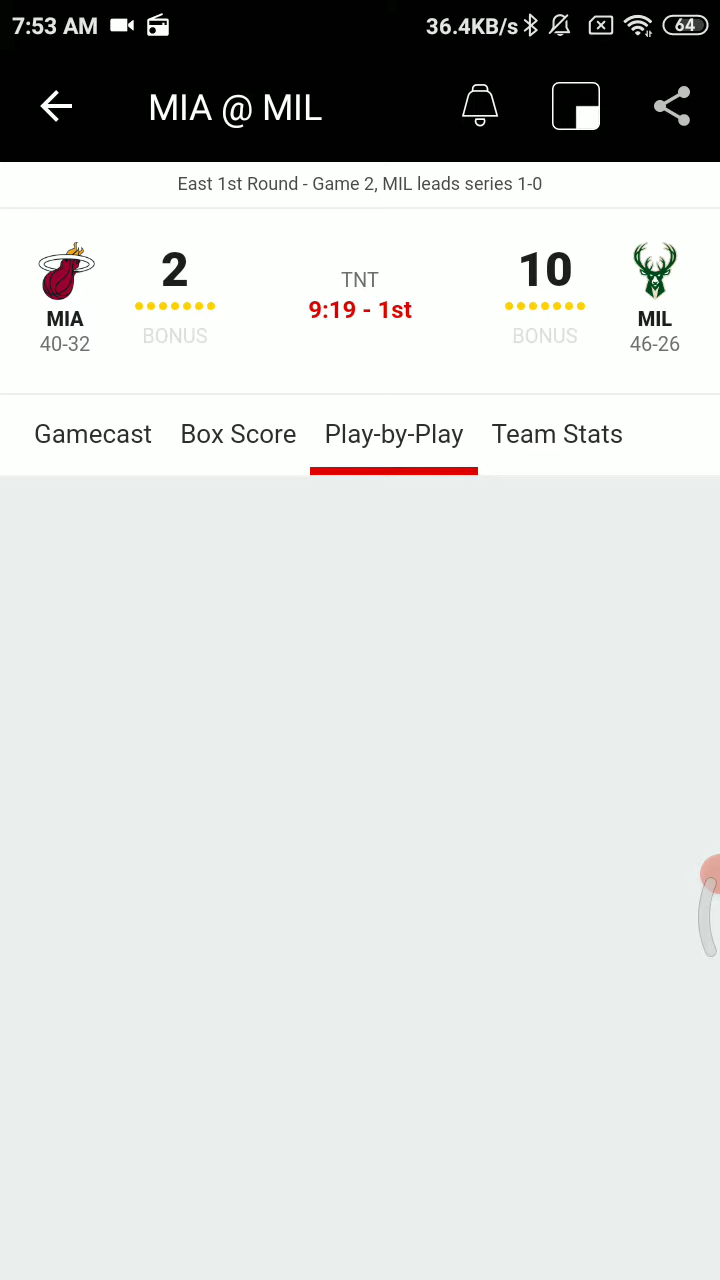 7:53 AM 36.4KB/s 64
MIA @ MIL
East 1st Round - Game 2, MIL leads series 1-0
2 10
TNT
9:19 - 1st
MIA BONUS BONUS MIL
40-32 46-26
Gamecast Box Score Play-by-Play Team Stats